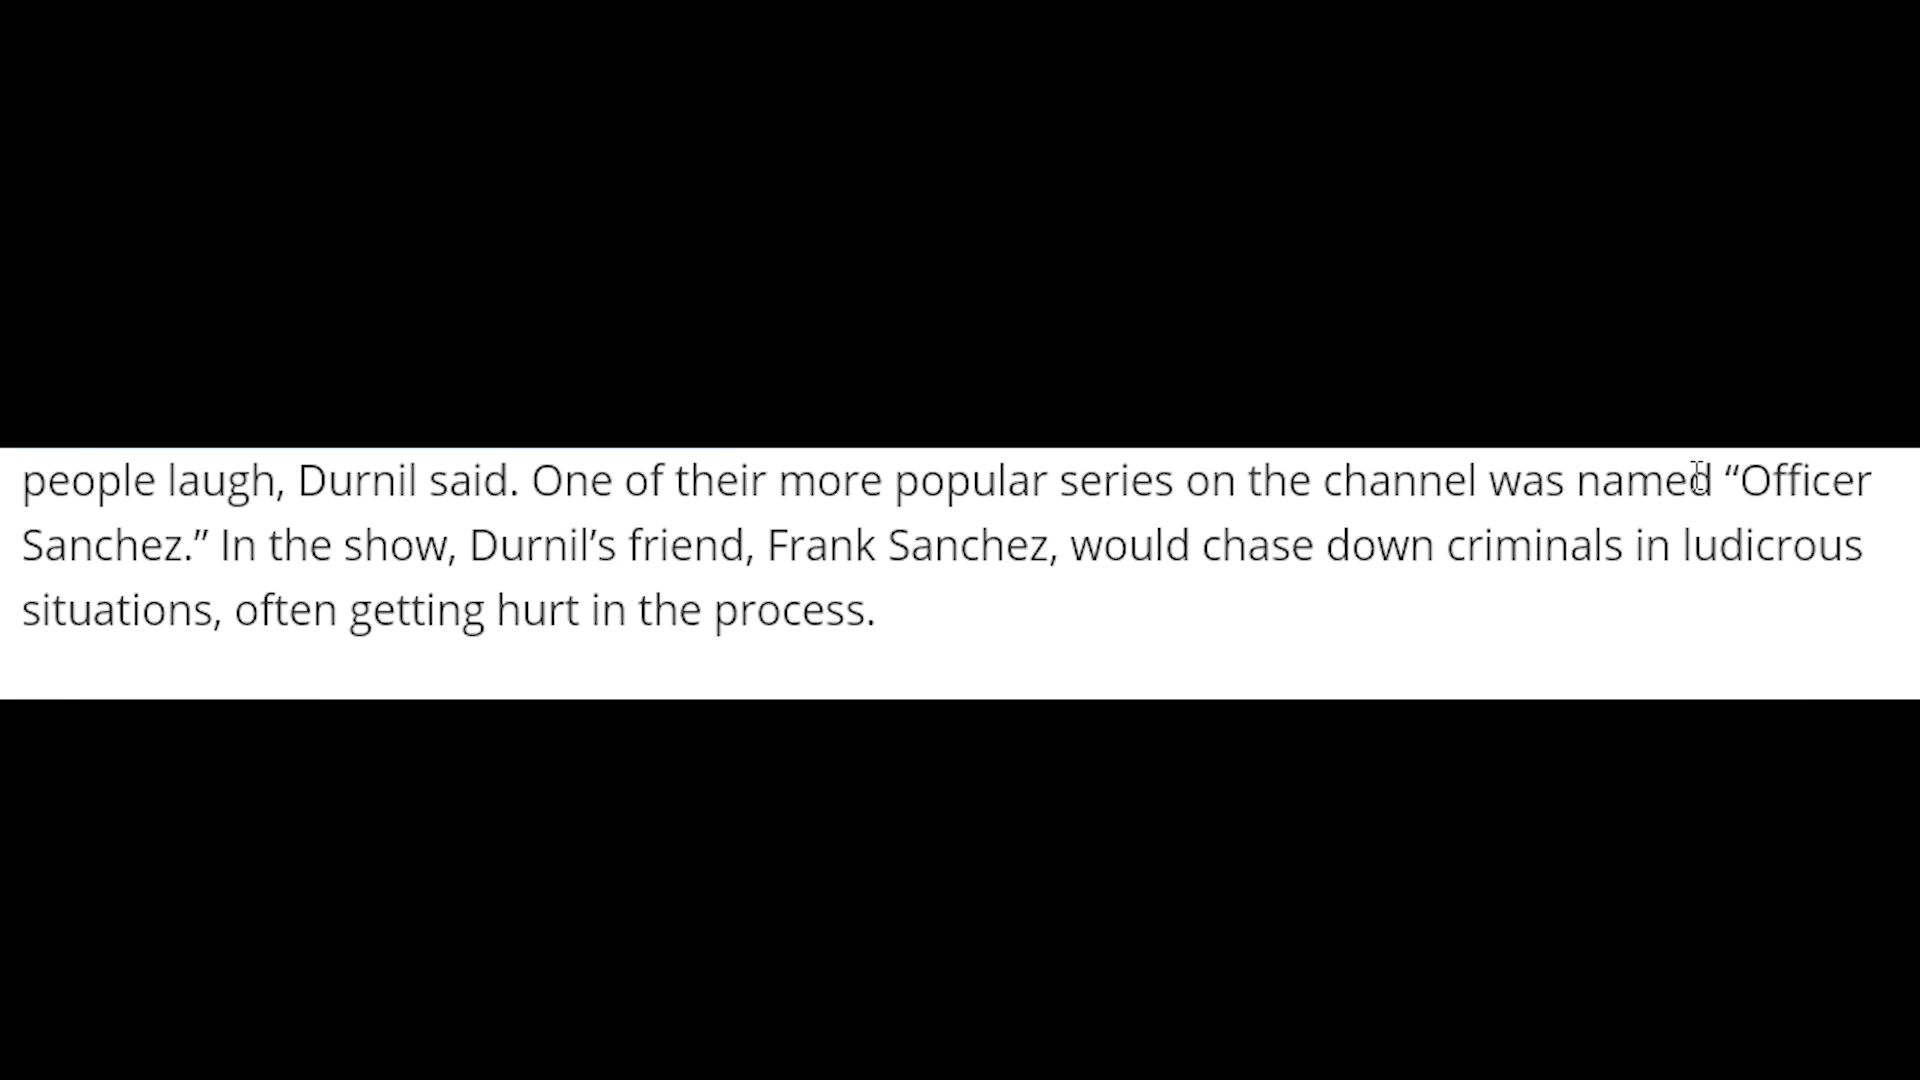 people laugh, Durnil said. One of their more popular series on the channel was named “Officer
Sanchez.” In the show, Durnil’s friend, Frank Sanchez, would chase down criminals in ludicrous
situations, often getting hurt in the process.